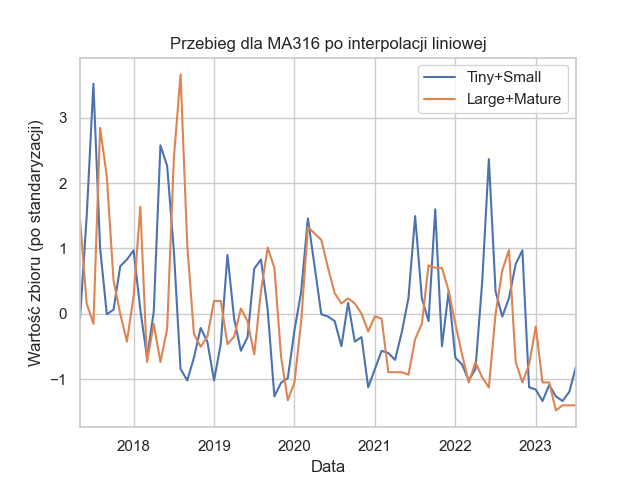 Przebieg dla MA316 po interpolacji liniowej
Tiny+Small
Large+Mature
Wartość zbioru (po standaryzacji)
3
2
1
0
−1
2018 2019 2020 2021 2022 2023
Data